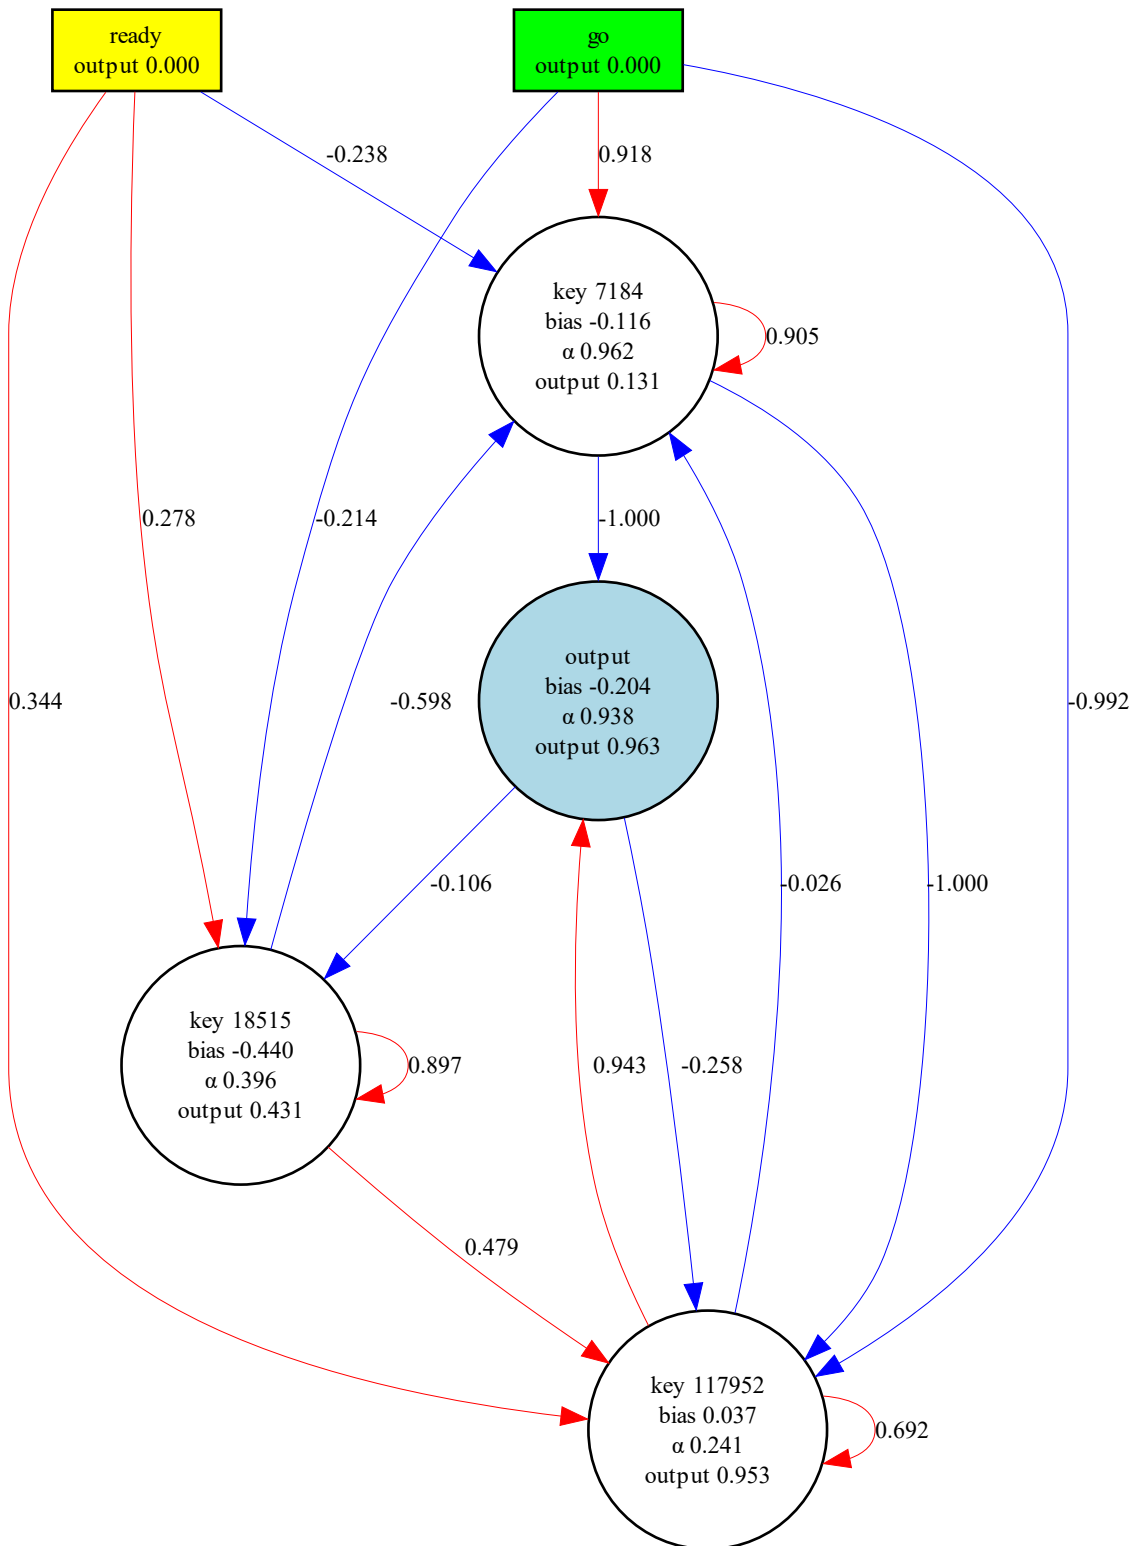 ready
output 0.000
go
output 0.000
-0.238
0.918
key 7184
bias -0.116
α 0.962
output 0.131
0.905
0.278
-0.214
-1.000
output
bias -0.204
α 0.938
output 0.963
0.344
-0.598
-0.992
-0.106
-0.026
-1.000
key 18515
bias -0.440
α 0.396
output 0.431
0.897
0.943
-0.258
0.479
key 117952
bias 0.037
α 0.241
output 0.953
0.692